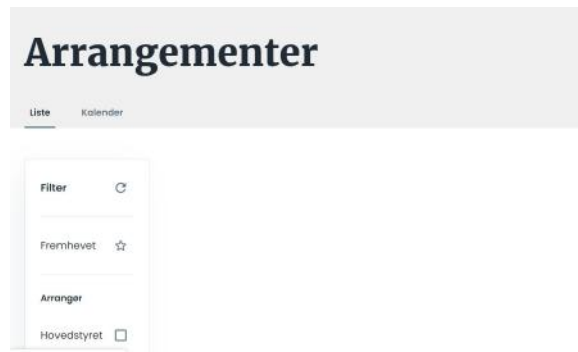 Arrangementer
Liste Kalender
Filter
Fremhevet
Arrangør
Hovedstyret